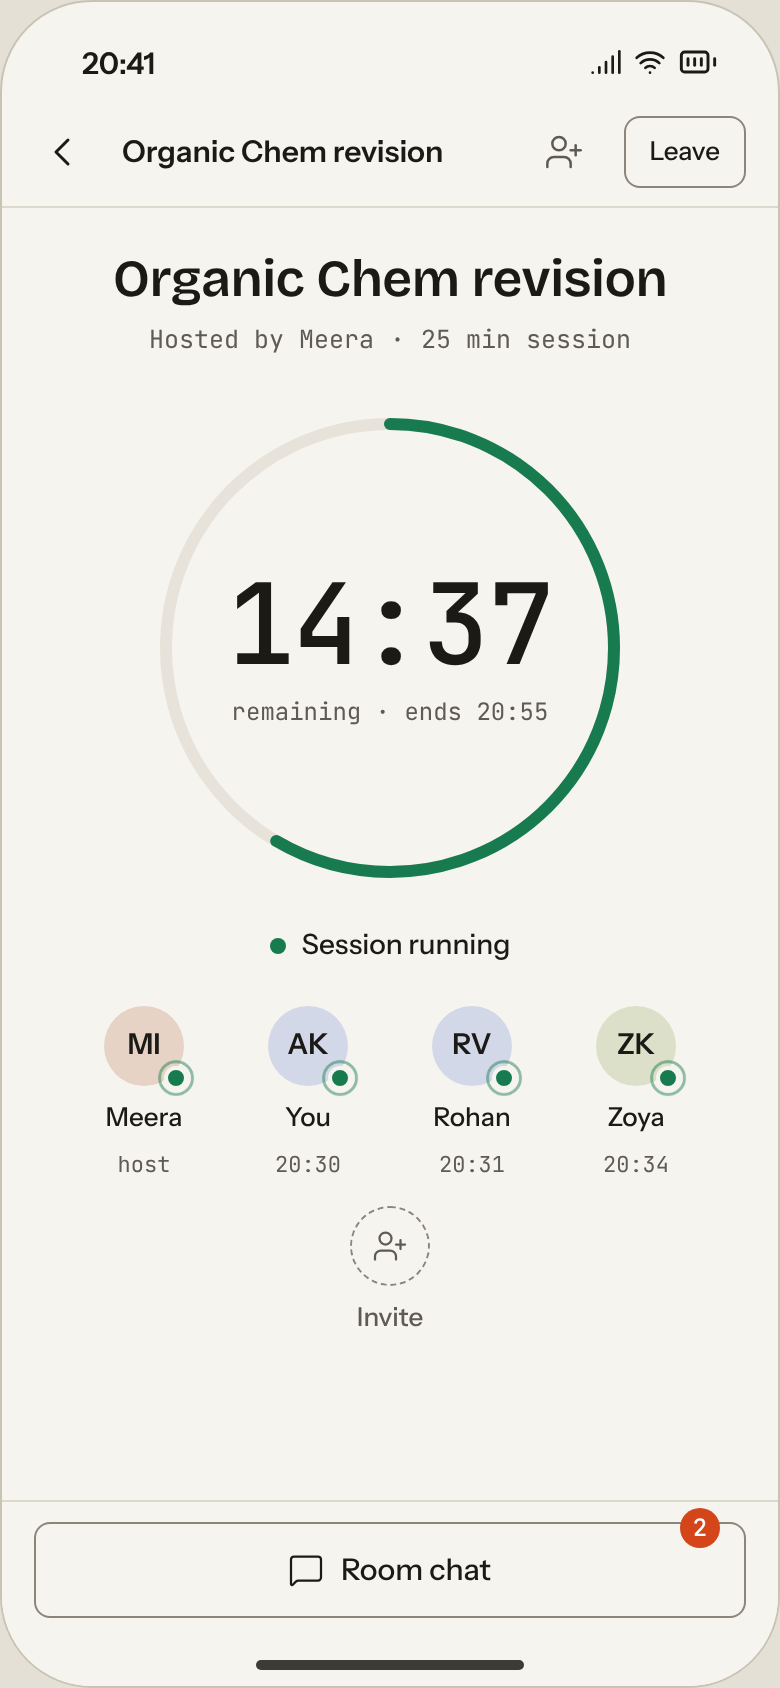 20:41
Organic Chem revision
Leave
Organic Chem revision
Hosted by Meera · 25 min session
14:37
remaining · ends 20:55
Session running
MI AK RV ZK
Meera You Rohan Zoya
host 20:30 20:31 20:34
Invite
2
Room chat